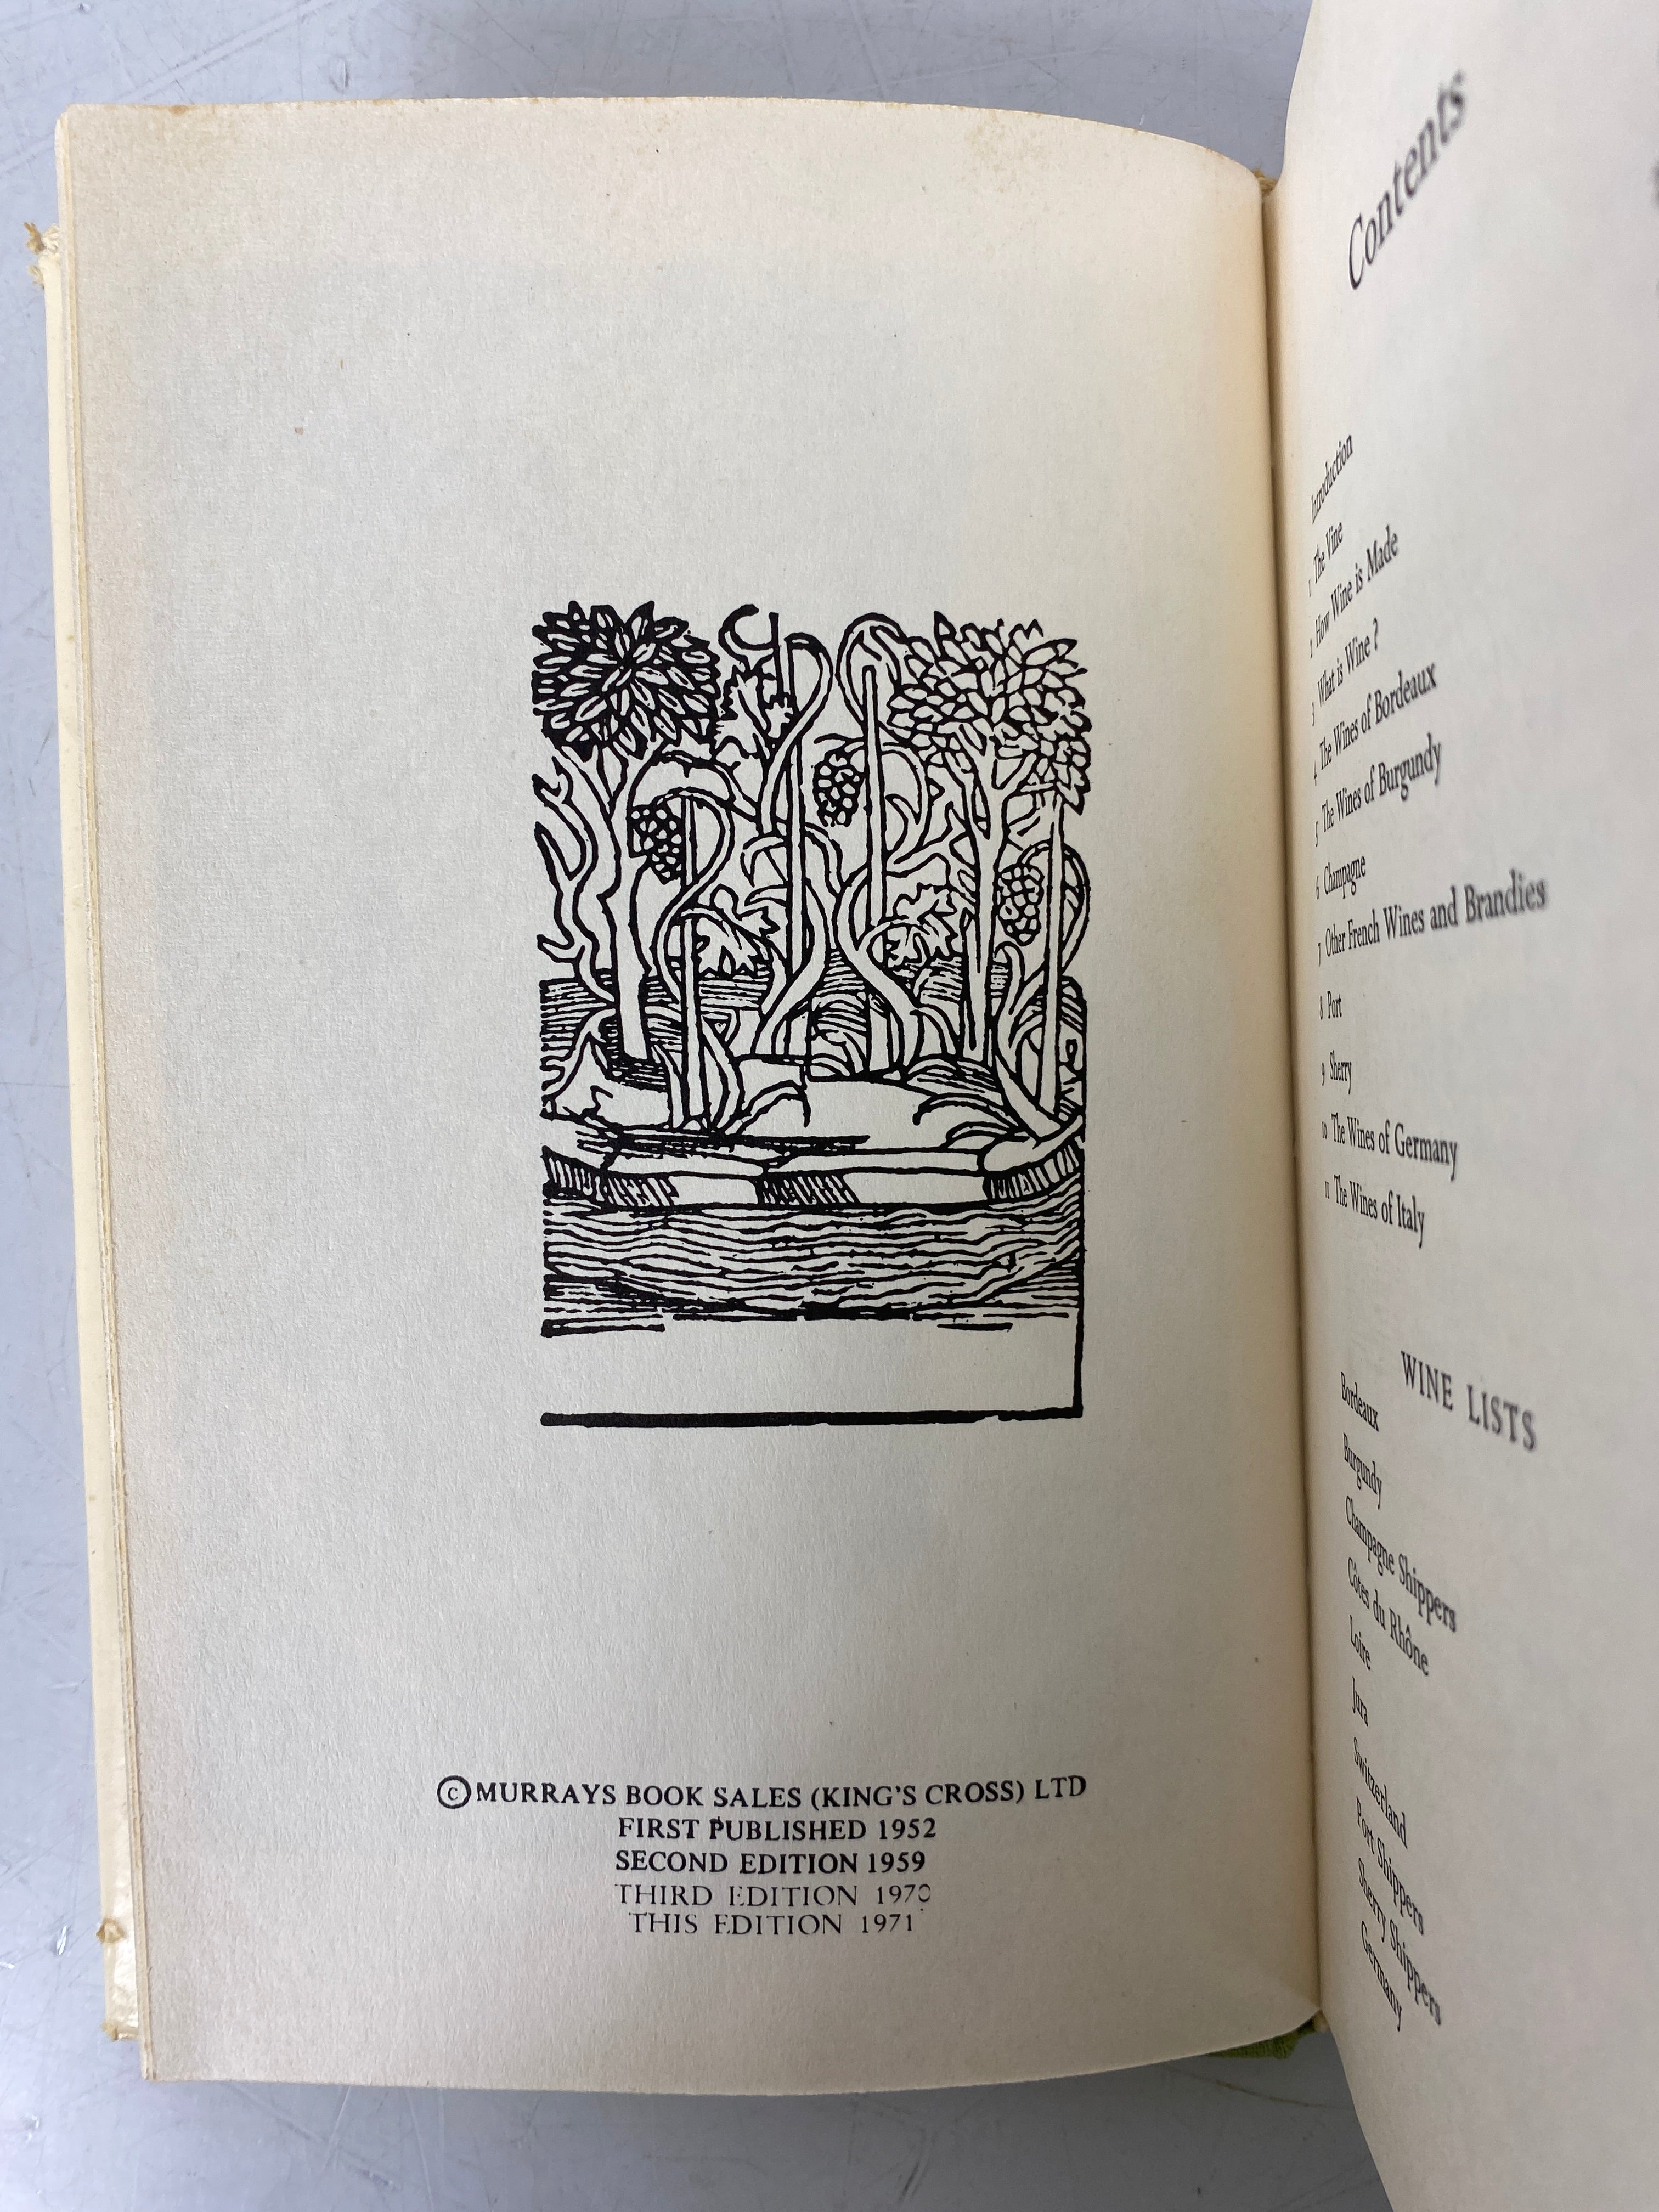 © MURRAYS BOOK SALES (KING'S CROSS) LTD
FIRST PUBLISHED 1952
SECOND EDITION 1959
THIRD EDITION 1970
THIS EDITION 1971
Contents
Introduction
1 The Vine
2 How Wine is Made
3 What is Wine?
4 The Wines of Bordeaux
5 The Wines of Burgundy
6 Champagne
7 Other French Wines and Brandies
8 Port
9 Sherry
10 The Wines of Germany
11 The Wines of Italy
WINE LISTS
Bordeaux
Burgundy
Champagne Shippers
Côtes du Rhône
Loire
Jura
Switzerland
Port Shippers
Sherry Shippers
Germany